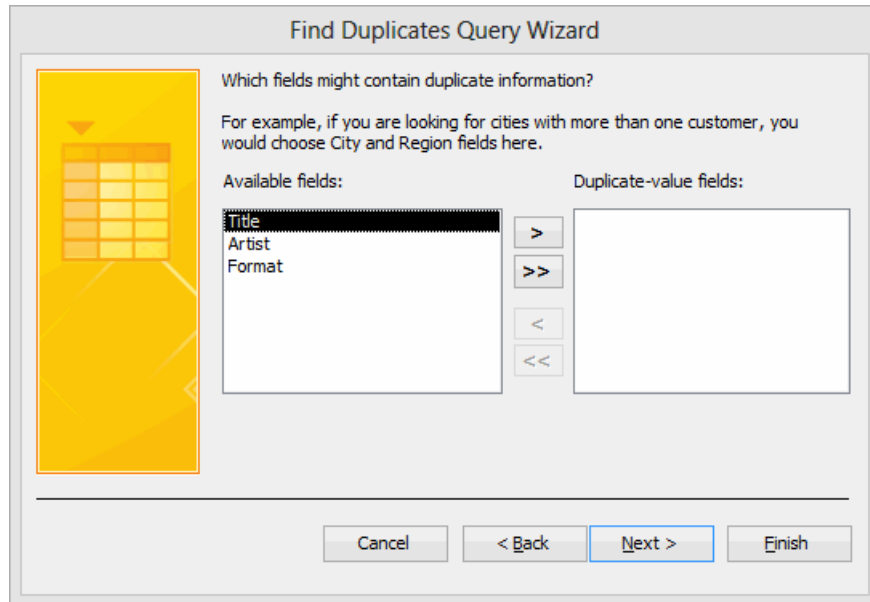 Find Duplicates Query Wizard
Which fields might contain duplicate information?
For example, if you are looking for cities with more than one customer, you
would choose City and Region fields here.
Available fields:
Duplicate-value fields:
Title
Artist
Format
>
>>
<
<<
Cancel
< Back
Next >
Finish